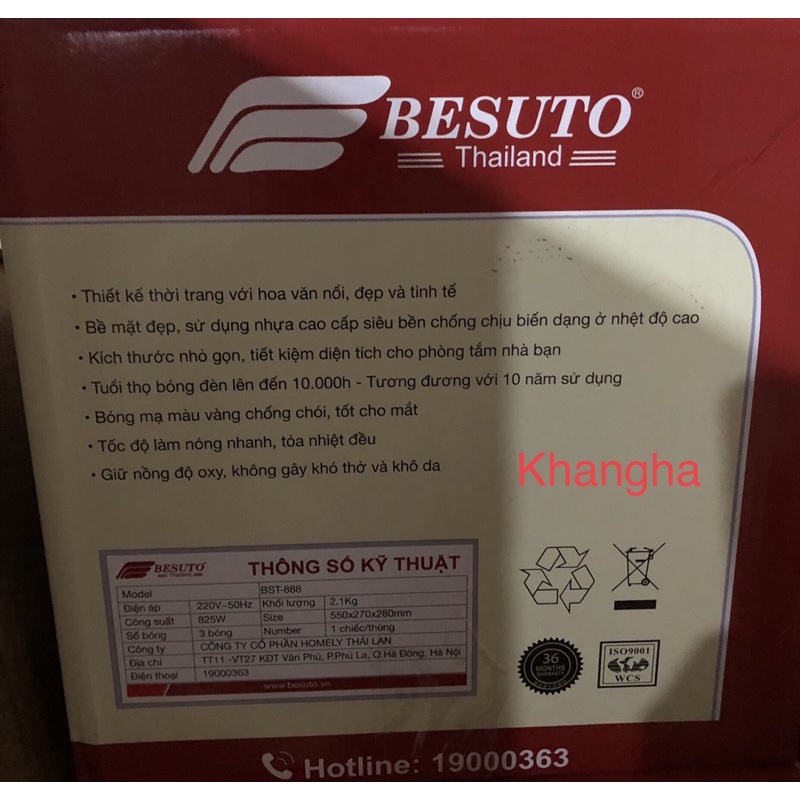 BESUTO®
Thailand
• Thiết kế thời trang với hoa văn nổi, đẹp và tinh tế
• Bề mặt đẹp, sử dụng nhựa cao cấp siêu bền chống chịu biến dạng ở nhiệt độ cao
• Kích thước nhỏ gọn, tiết kiệm diện tích cho phòng tắm nhà bạn
• Tuổi thọ bóng đèn lên đến 10.000h - Tương đương với 10 năm sử dụng
• Bóng mạ màu vàng chống chói, tốt cho mắt
• Tốc độ làm nóng nhanh, tỏa nhiệt đều
• Giữ nồng độ oxy, không gây khó thở và khô da
Khangha
BESUTO THÔNG SỐ KỸ THUẬT
Thailand
Model BST-888
Điện áp 220V~50Hz Khối lượng 2.1Kg
Công suất 825W Size 550x270x280mm
Số bóng 3 bóng Number 1 chiếc/thùng
Công ty CÔNG TY CỔ PHẦN HOMELY THÁI LAN
Địa chỉ TT11 -VT27 KĐT Văn Phú, P.Phú La, Q.Hà Đông, Hà Nội
Điện thoại 19000363
www.besuto.vn
36
MONTHS
WARRANTY
ISO9001
WCS
Hotline: 19000363